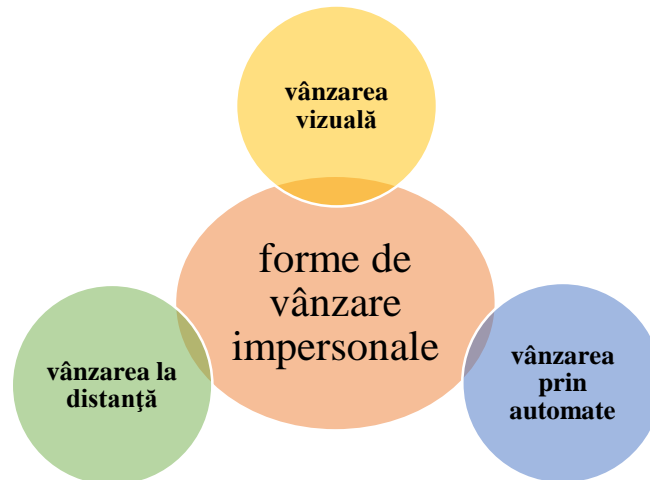 vânzarea
vizuală
forme de
vânzare
impersonale
vânzarea la
distanţă
vânzarea
prin
automate